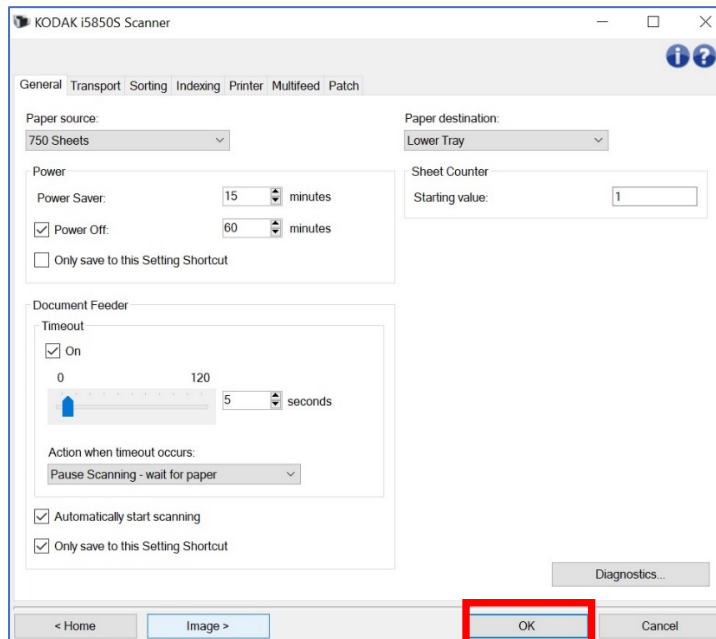 KODAK i5850S Scanner
General Transport Sorting Indexing Printer Multifeed Patch
Paper source:
750 Sheets
Paper destination:
Lower Tray
Power
Power Saver: 15 minutes
Power Off: 60 minutes
Only save to this Setting Shortcut
Sheet Counter
Starting value: 1
Document Feeder
Timeout
On
0 120
5 seconds
Action when timeout occurs:
Pause Scanning - wait for paper
Automatically start scanning
Only save to this Setting Shortcut
Diagnostics...
< Home Image > OK Cancel